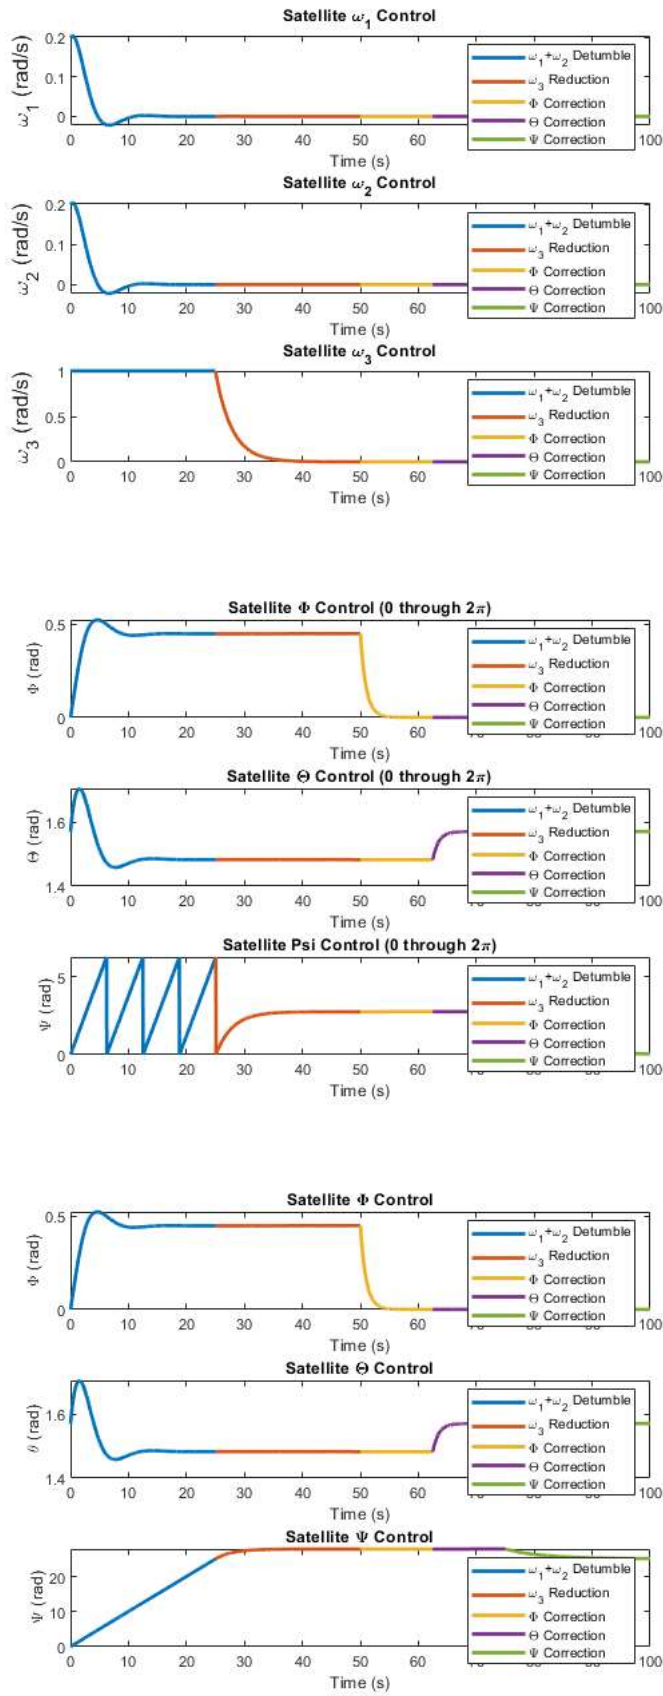 Satellite ω₁ Control
ω₁ (rad/s)
0.2
0.1
0
ω₁+ω₂ Detumble
ω₃ Reduction
Φ Correction
Θ Correction
Ψ Correction
0 10 20 30 40 50 60 100
Time (s)
Satellite ω₂ Control
ω₂ (rad/s)
0.2
0.1
0
ω₁+ω₂ Detumble
ω₃ Reduction
Φ Correction
Θ Correction
Ψ Correction
0 10 20 30 40 50 60 100
Time (s)
Satellite ω₃ Control
ω₃ (rad/s)
1
0.5
0
ω₁+ω₂ Detumble
ω₃ Reduction
Φ Correction
Θ Correction
Ψ Correction
0 10 20 30 40 50 60 100
Time (s)
Satellite Φ Control (0 through 2π)
Φ (rad)
0.5
0
ω₁+ω₂ Detumble
ω₃ Reduction
Φ Correction
Θ Correction
Ψ Correction
0 10 20 30 40 50 60 100
Time (s)
Satellite Θ Control (0 through 2π)
Θ (rad)
1.6
1.4
ω₁+ω₂ Detumble
ω₃ Reduction
Φ Correction
Θ Correction
Ψ Correction
0 10 20 30 40 50 60 100
Time (s)
Satellite Psi Control (0 through 2π)
Ψ (rad)
5
0
ω₁+ω₂ Detumble
ω₃ Reduction
Φ Correction
Θ Correction
Ψ Correction
0 10 20 30 40 50 60 100
Time (s)
Satellite Φ Control
Φ (rad)
0.5
0
ω₁+ω₂ Detumble
ω₃ Reduction
Φ Correction
Θ Correction
Ψ Correction
0 10 20 30 40 50 60 100
Time (s)
Satellite Θ Control
θ (rad)
1.6
1.4
ω₁+ω₂ Detumble
ω₃ Reduction
Φ Correction
Θ Correction
Ψ Correction
0 10 20 30 40 50 60 100
Time (s)
Satellite Ψ Control
Ψ (rad)
20
10
0
ω₁+ω₂ Detumble
ω₃ Reduction
Φ Correction
Θ Correction
Ψ Correction
0 10 20 30 40 50 60 100
Time (s)